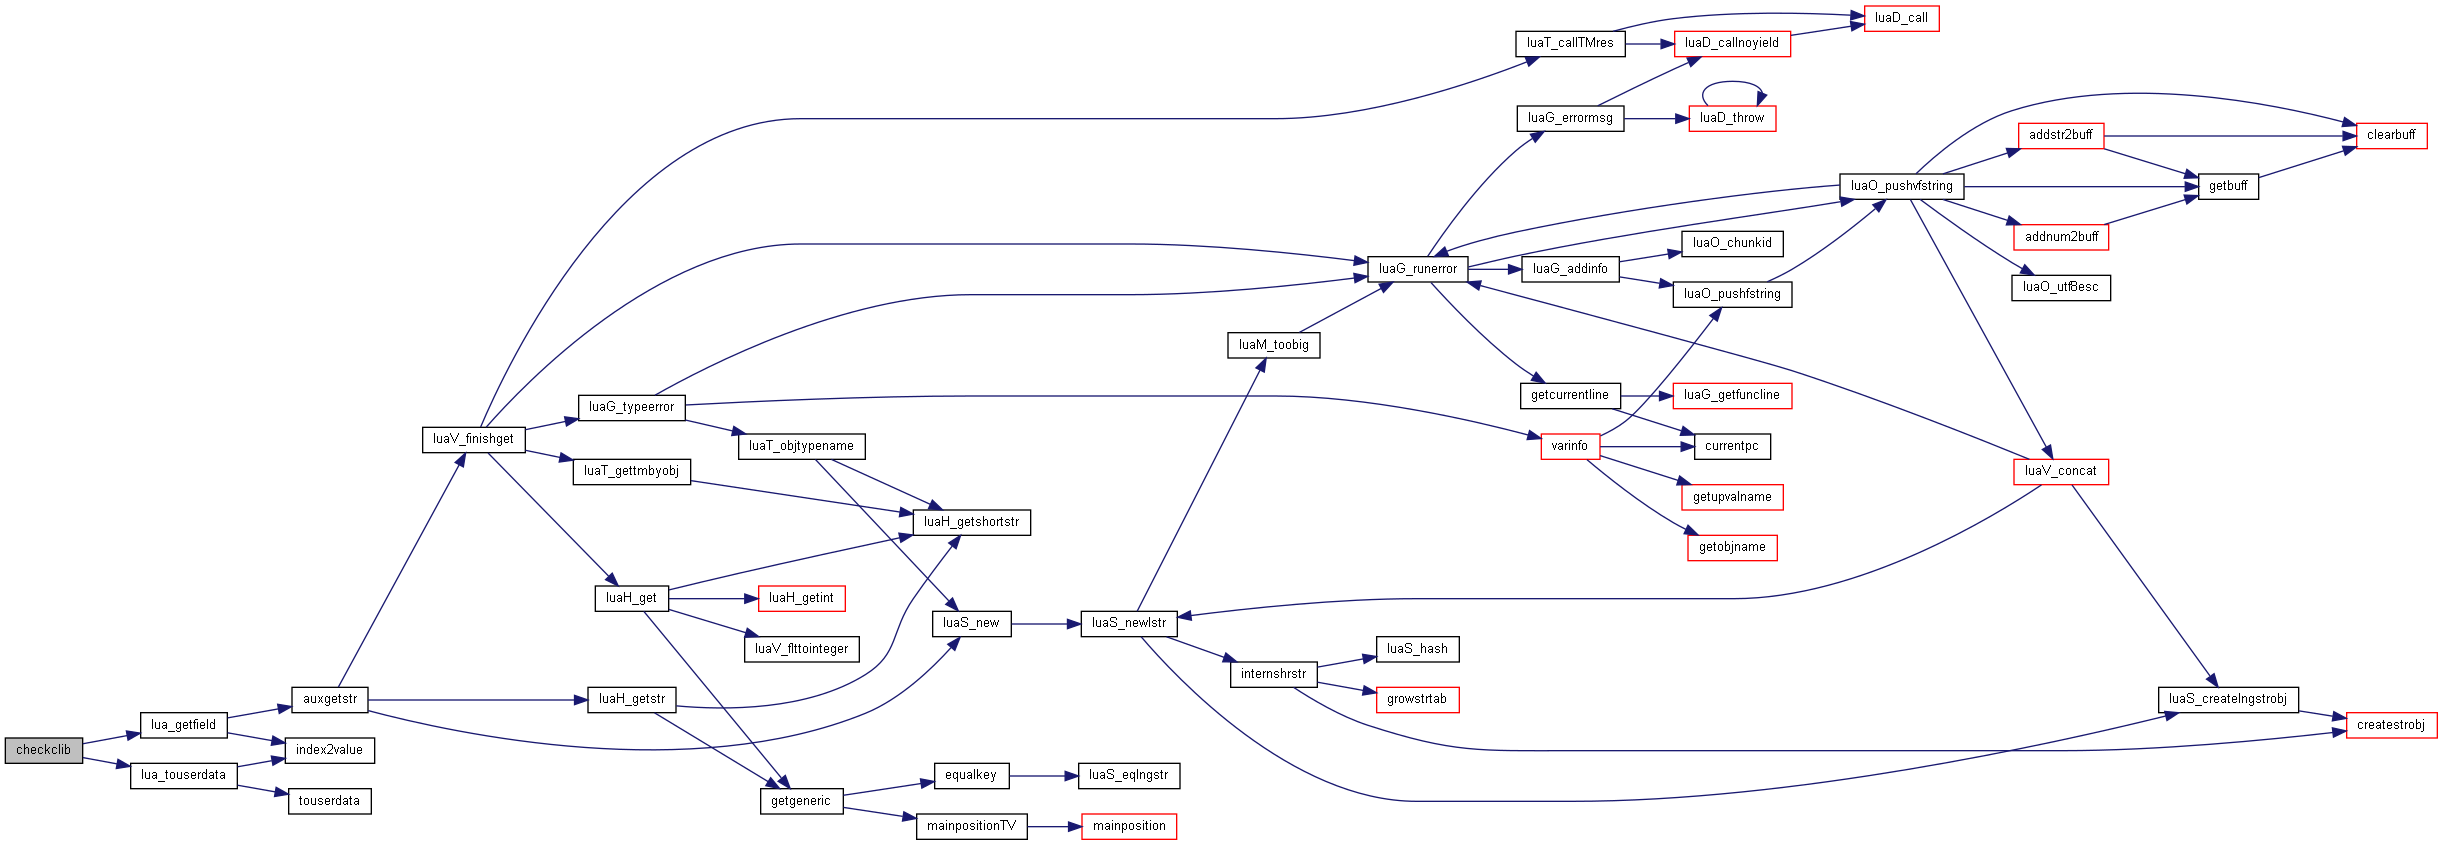 checkclib
lua_getfield
lua_touserdata
auxgetstr
index2value
touserdata
luaV_finishget
luaG_typeerror
luaT_gettmbyobj
luaH_get
luaH_getstr
luaT_objtypename
luaH_getint
luaV_flttointeger
getgeneric
luaH_getshortstr
luaS_new
equalkey
mainpositionTV
luaS_newlstr
luaS_eqlngstr
mainposition
luaM_toobig
internshrstr
luaG_runerror
luaS_hash
growstrtab
luaT_callTMres
luaG_errormsg
luaG_addinfo
getcurrentline
varinfo
luaD_callnoyield
luaD_throw
luaO_chunkid
luaO_pushfstring
luaG_getfuncline
currentpc
getupvalname
getobjname
luaD_call
luaO_pushvfstring
addstr2buff
addnum2buff
luaO_utf8esc
luaV_concat
getbuff
clearbuff
luaS_createlngstrobj
createstrobj